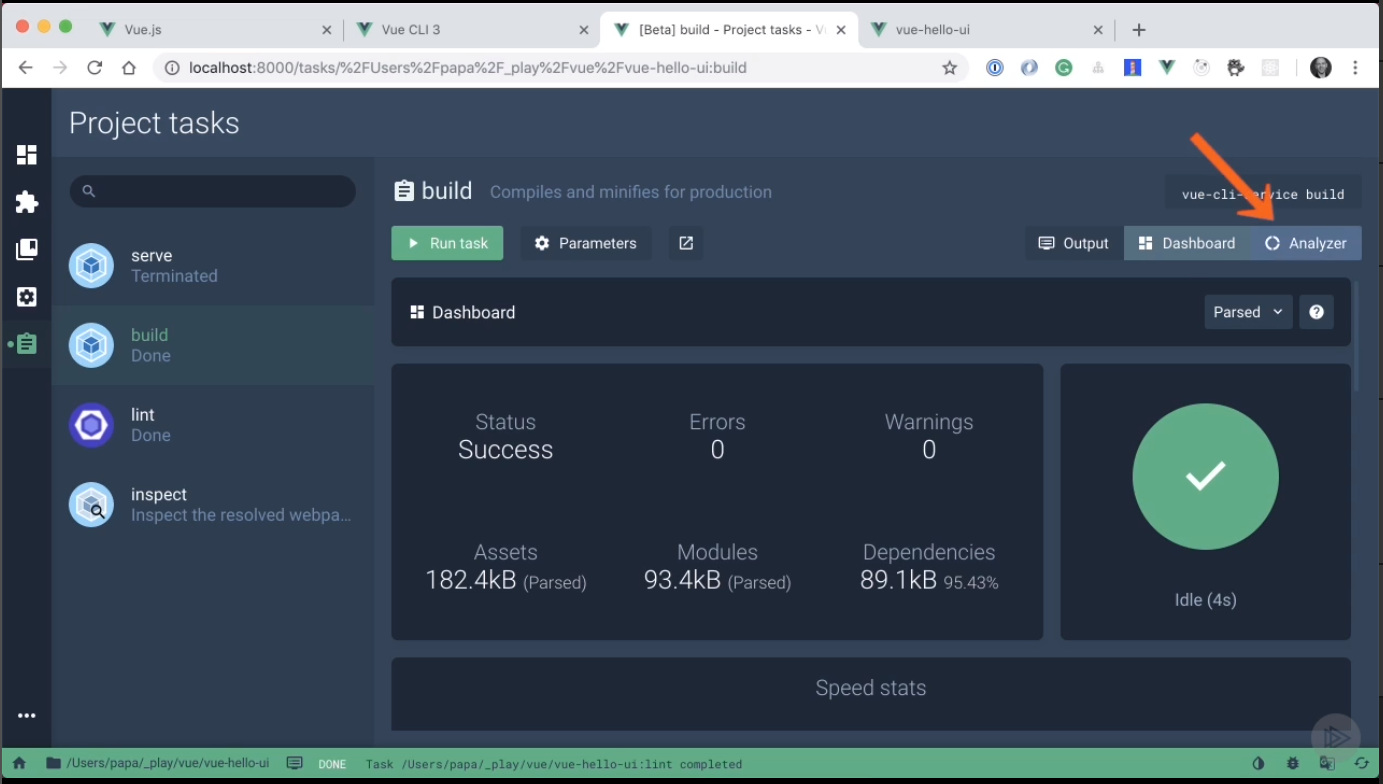 Vue.js
Vue CLI 3
[Beta] build - Project tasks - V
vue-hello-ui
localhost:8000/tasks/%2FUsers%2Fpapa%2F_play%2Fvue%2Fvue-hello-ui:build
Project tasks
build Compiles and minifies for production
vue-cli-service build
Run task
Parameters
Output
Dashboard
Analyzer
serve
Terminated
build
Done
lint
Done
inspect
Inspect the resolved webpa...
Dashboard
Parsed
?
Status
Success
Errors
0
Warnings
0
Assets
182.4kB (Parsed)
Modules
93.4kB (Parsed)
Dependencies
89.1kB 95.43%
Idle (4s)
Speed stats
/Users/papa/_play/vue/vue-hello-ui
DONE Task /Users/papa/_play/vue/vue-hello-ui:lint completed